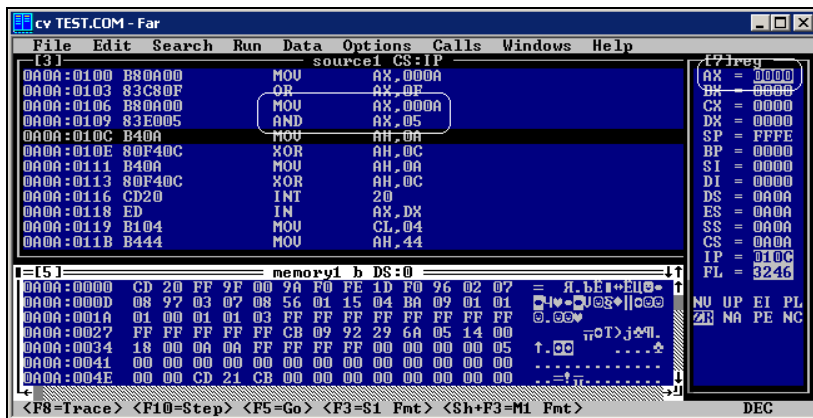 cv TEST.COM - Far
File Edit Search Run Data Options Calls Windows Help
[3] source1 CS:IP [7]reg
0A0A:0100 B80A00 MOV AX,000A
0A0A:0103 83C80F OR AX,0F
0A0A:0106 B80A00 MOV AX,000A
0A0A:0109 83E005 AND AX,05
0A0A:010C B40A MOV AH,0A
0A0A:010E 80F40C XOR AH,0C
0A0A:0111 B40A MOV AH,0A
0A0A:0113 80F40C XOR AH,0C
0A0A:0116 CD20 INT 20
0A0A:0118 ED IN AX,DX
0A0A:0119 B104 MOV CL,04
0A0A:011B B444 MOV AH,44
AX = 0000
BX = 0000
CX = 0000
DX = 0000
SP = FFFE
BP = 0000
SI = 0000
DI = 0000
DS = 0A0A
ES = 0A0A
SS = 0A0A
CS = 0A0A
IP = 010C
FL = 3246
NV UP EI PL
ZR NA PE NC
[5] memory1 b DS:0
0A0A:0000 CD 20 FF 9F 00 9A F0 FE 1D F0 96 02 07
0A0A:000D 08 97 03 07 08 56 01 15 04 BA 09 01 01
0A0A:001A 01 00 01 01 03 FF FF FF FF FF FF FF FF
0A0A:0027 FF FF FF FF FF CB 09 92 29 6A 05 14 00
0A0A:0034 18 00 0A 0A FF FF FF FF 00 00 00 00 05
0A0A:0041 00 00 00 00 00 00 00 00 00 00 00 00 00
0A0A:004E 00 00 CD 21 CB 00 00 00 00 00 00 00 00
<F8=Trace> <F10=Step> <F5=Go> <F3=S1 Fmt> <Sh+F3=M1 Fmt> DEC